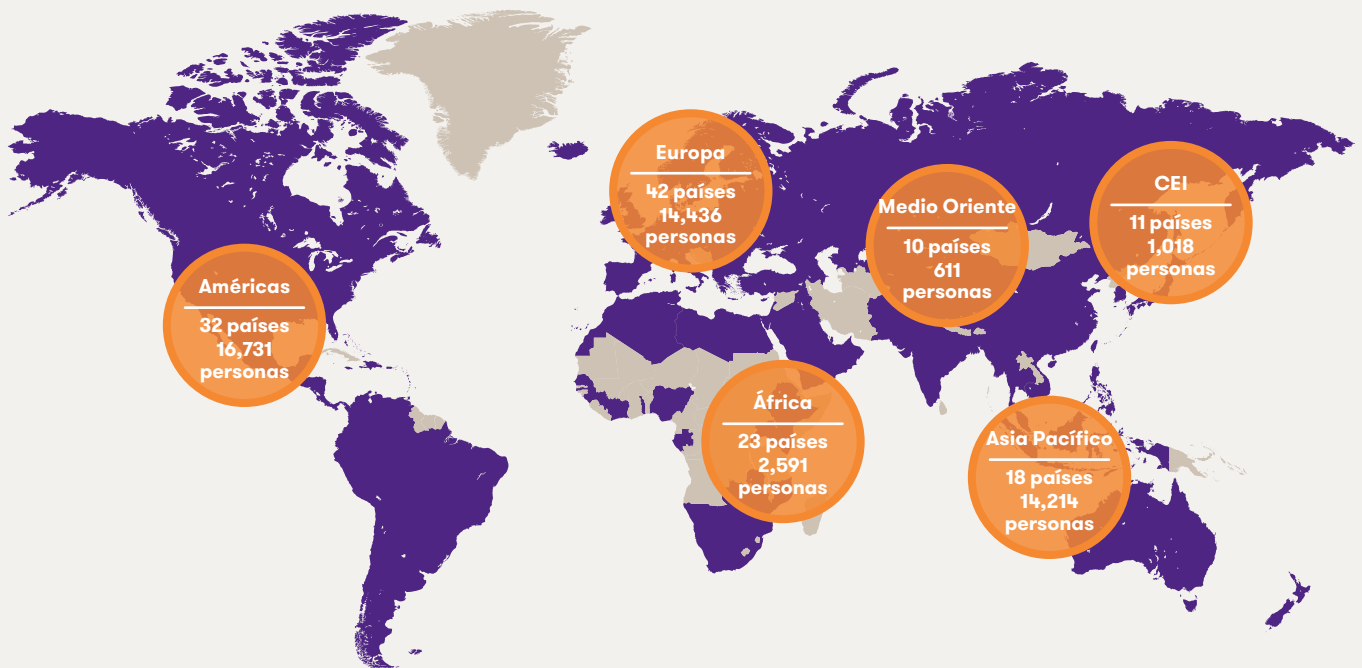 Europa
42 países
14,436
personas
CEI
11 países
1,018
personas
Medio Oriente
10 países
611
personas
Américas
32 países
16,731
personas
África
23 países
2,591
personas
Asia Pacífico
18 países
14,214
personas